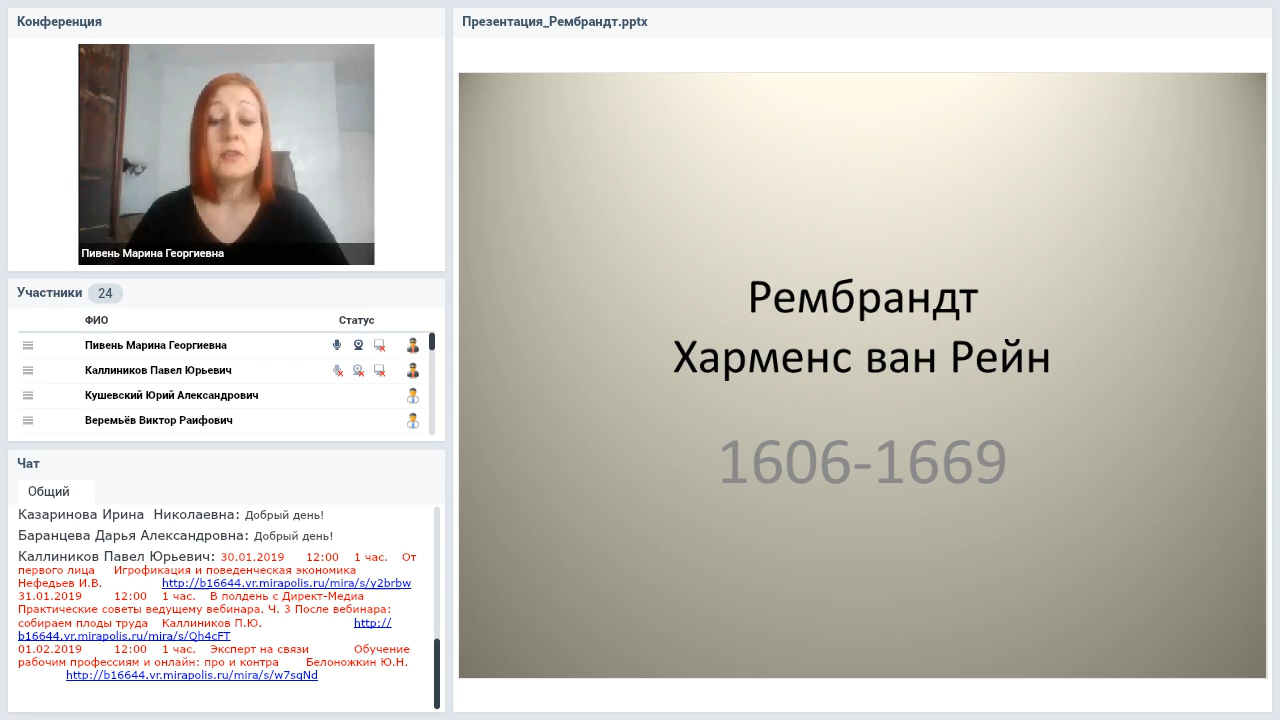 Конференция
Пивень Марина Георгиевна
Участники 24
ФИО Статус
Пивень Марина Георгиевна
Каллиников Павел Юрьевич
Кушевский Юрий Александрович
Веремьёв Виктор Раифович
Чат
Общий
Казаринова Ирина Николаевна: Добрый день!
Баранцева Дарья Александровна: Добрый день!
Каллиников Павел Юрьевич: 30.01.2019 12:00 1 час. От
первого лица Игрофикация и поведенческая экономика
Нефедьев И.В. http://b16644.vr.mirapolis.ru/mira/s/y2brbw
31.01.2019 12:00 1 час. В полдень с Директ-Медиа
Практические советы ведущему вебинара. Ч. 3 После вебинара:
собираем плоды труда Каллиников П.Ю. http://
b16644.vr.mirapolis.ru/mira/s/Qh4cFT
01.02.2019 12:00 1 час. Эксперт на связи Обучение
рабочим профессиям и онлайн: про и контра Белоножкин Ю.Н.
http://b16644.vr.mirapolis.ru/mira/s/w7sqNd
Презентация_Рембрандт.pptx
Рембрандт
Харменс ван Рейн
1606-1669